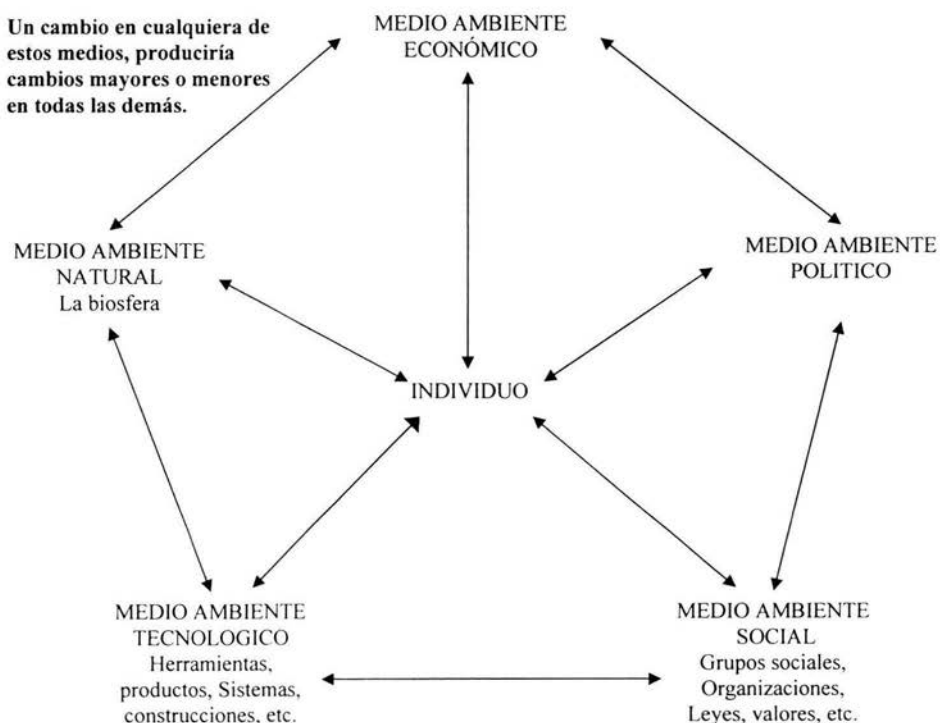 Un cambio en cualquiera de
estos medios, produciría
cambios mayores o menores
en todas las demás.
MEDIO AMBIENTE
ECONÓMICO
MEDIO AMBIENTE
NATURAL
La biosfera
MEDIO AMBIENTE
POLITICO
INDIVIDUO
MEDIO AMBIENTE
TECNOLOGICO
Herramientas,
productos, Sistemas,
construcciones, etc.
MEDIO AMBIENTE
SOCIAL
Grupos sociales,
Organizaciones,
Leyes, valores, etc.